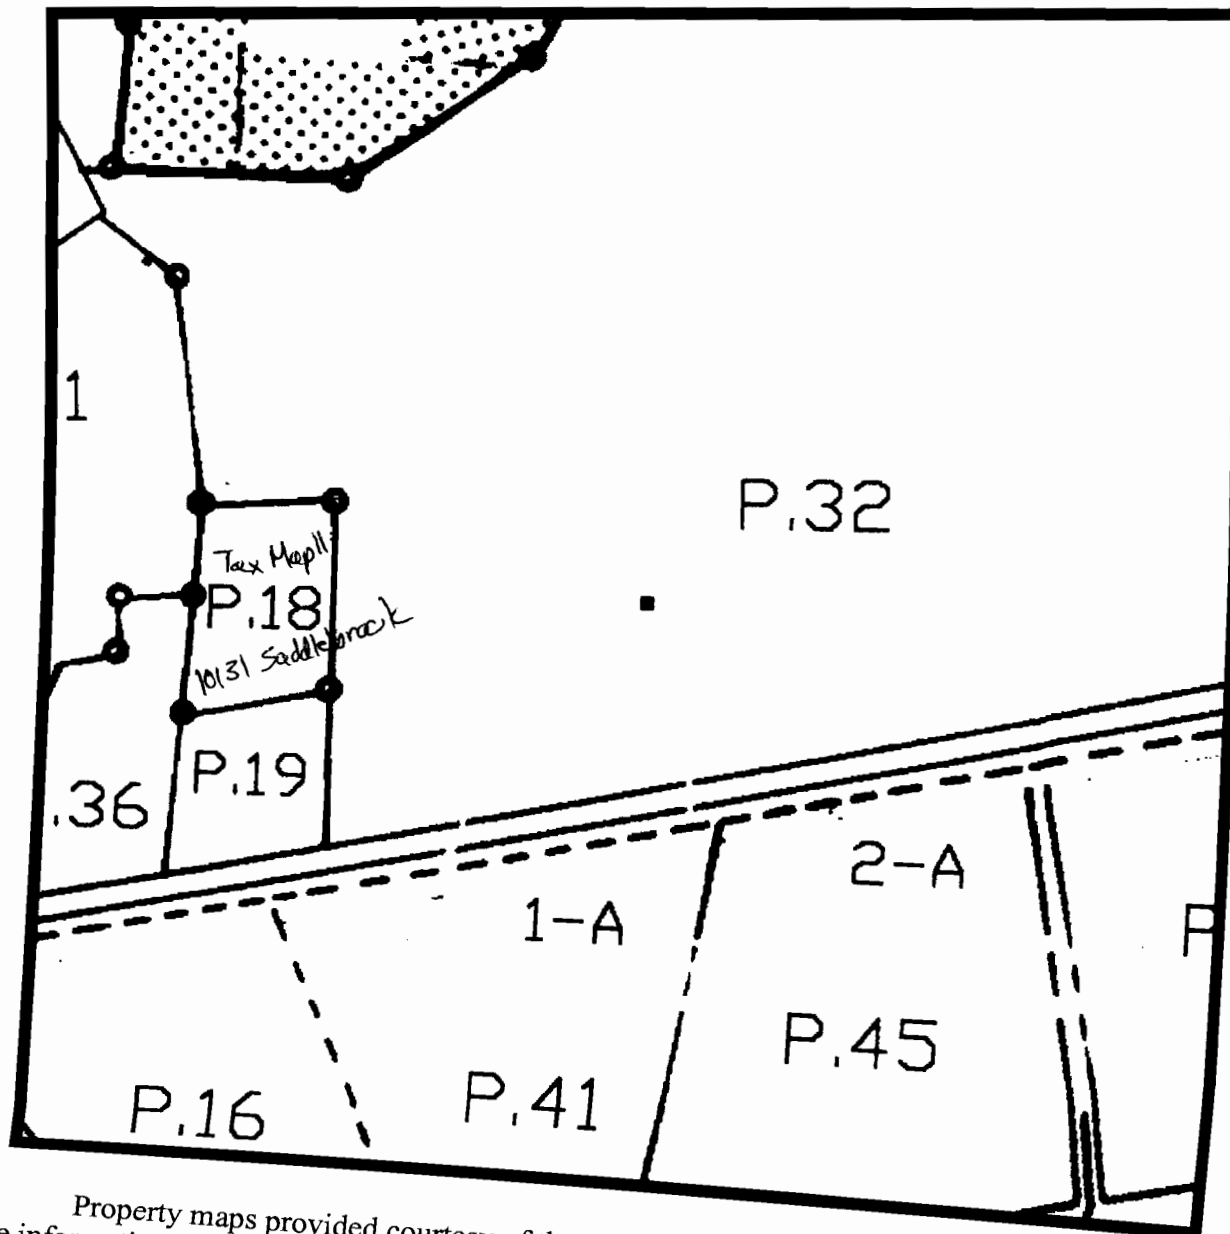 1
P.32
Tax Map 11
P.18
10131 Saddlebrook
P.19
.36
2-A
1-A
P
P.45
P.41
P.16
Property maps provided courtesy of